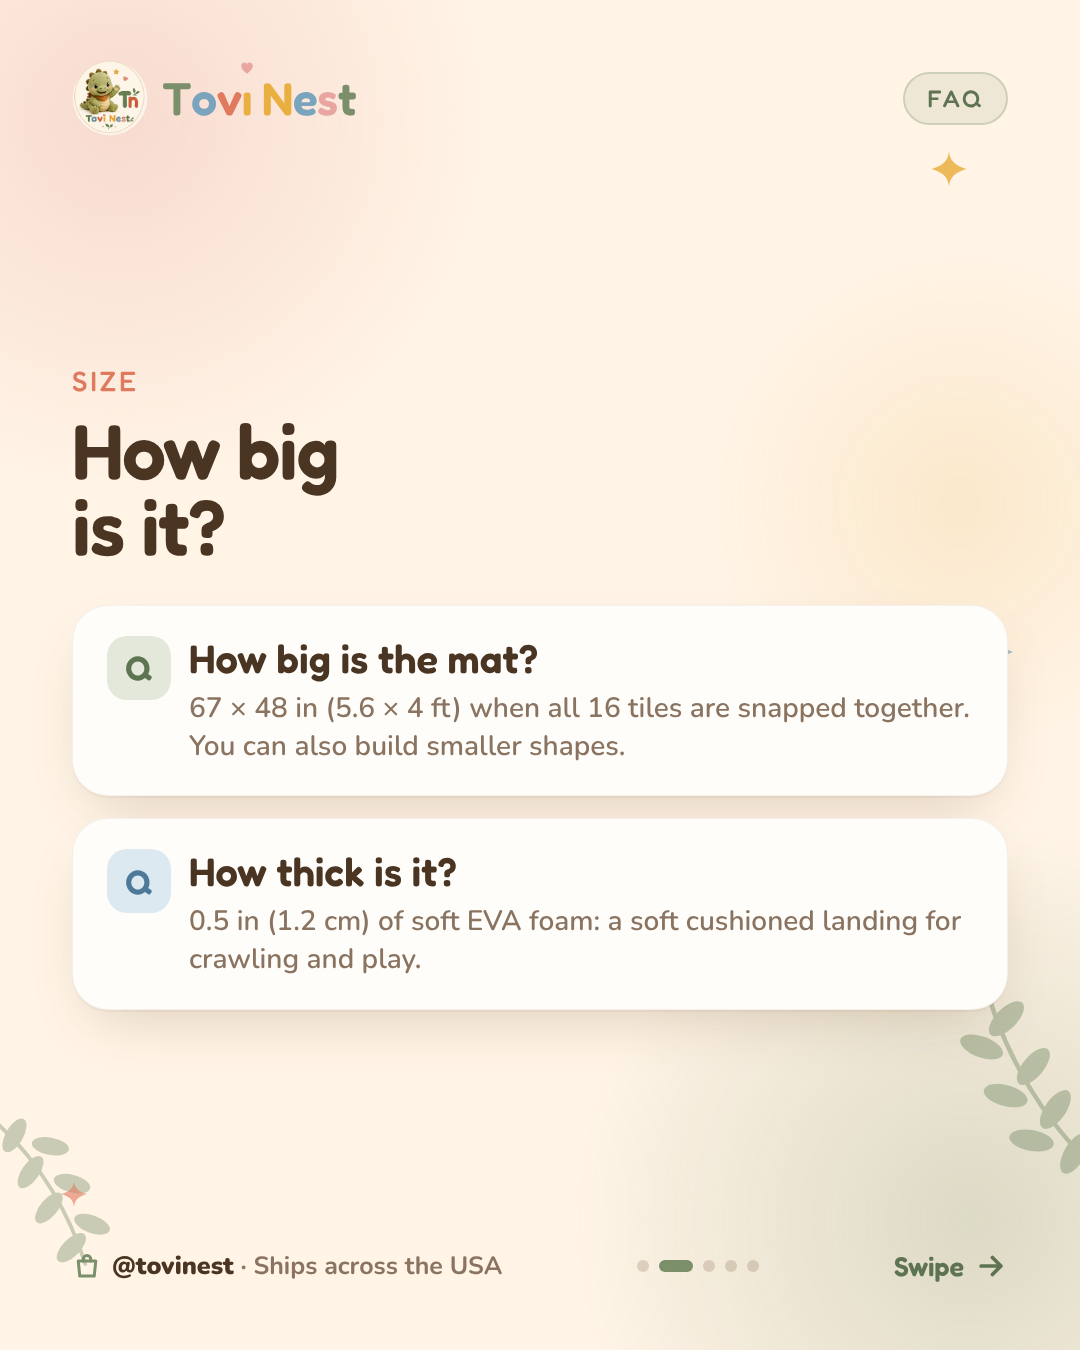 Tn
Tovi Nest
Tovi Nest
FAQ
SIZE
How big
is it?
Q
How big is the mat?
67 × 48 in (5.6 × 4 ft) when all 16 tiles are snapped together.
You can also build smaller shapes.
Q
How thick is it?
0.5 in (1.2 cm) of soft EVA foam: a soft cushioned landing for
crawling and play.
@tovinest · Ships across the USA
Swipe →